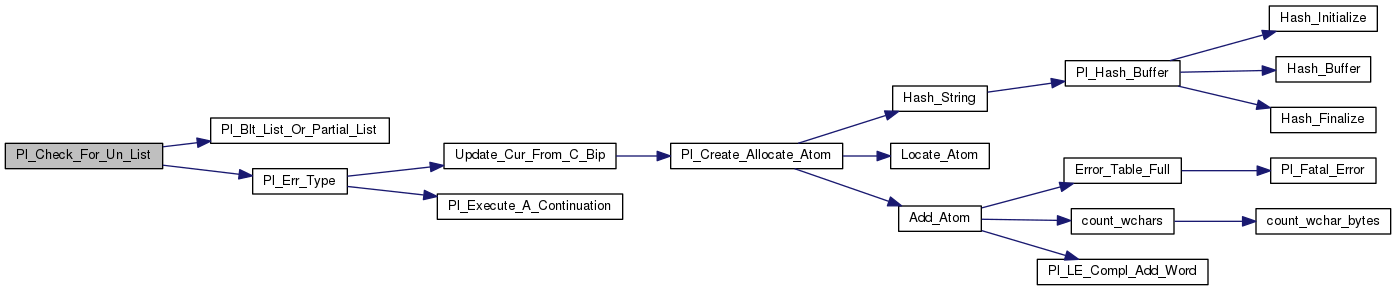 Pl_Check_For_Un_List
Pl_Blt_List_Or_Partial_List
Pl_Err_Type
Update_Cur_From_C_Bip
Pl_Execute_A_Continuation
Pl_Create_Allocate_Atom
Hash_String
Locate_Atom
Add_Atom
Pl_Hash_Buffer
Hash_Initialize
Hash_Buffer
Hash_Finalize
Error_Table_Full
Pl_Fatal_Error
count_wchars
count_wchar_bytes
Pl_LE_Compl_Add_Word